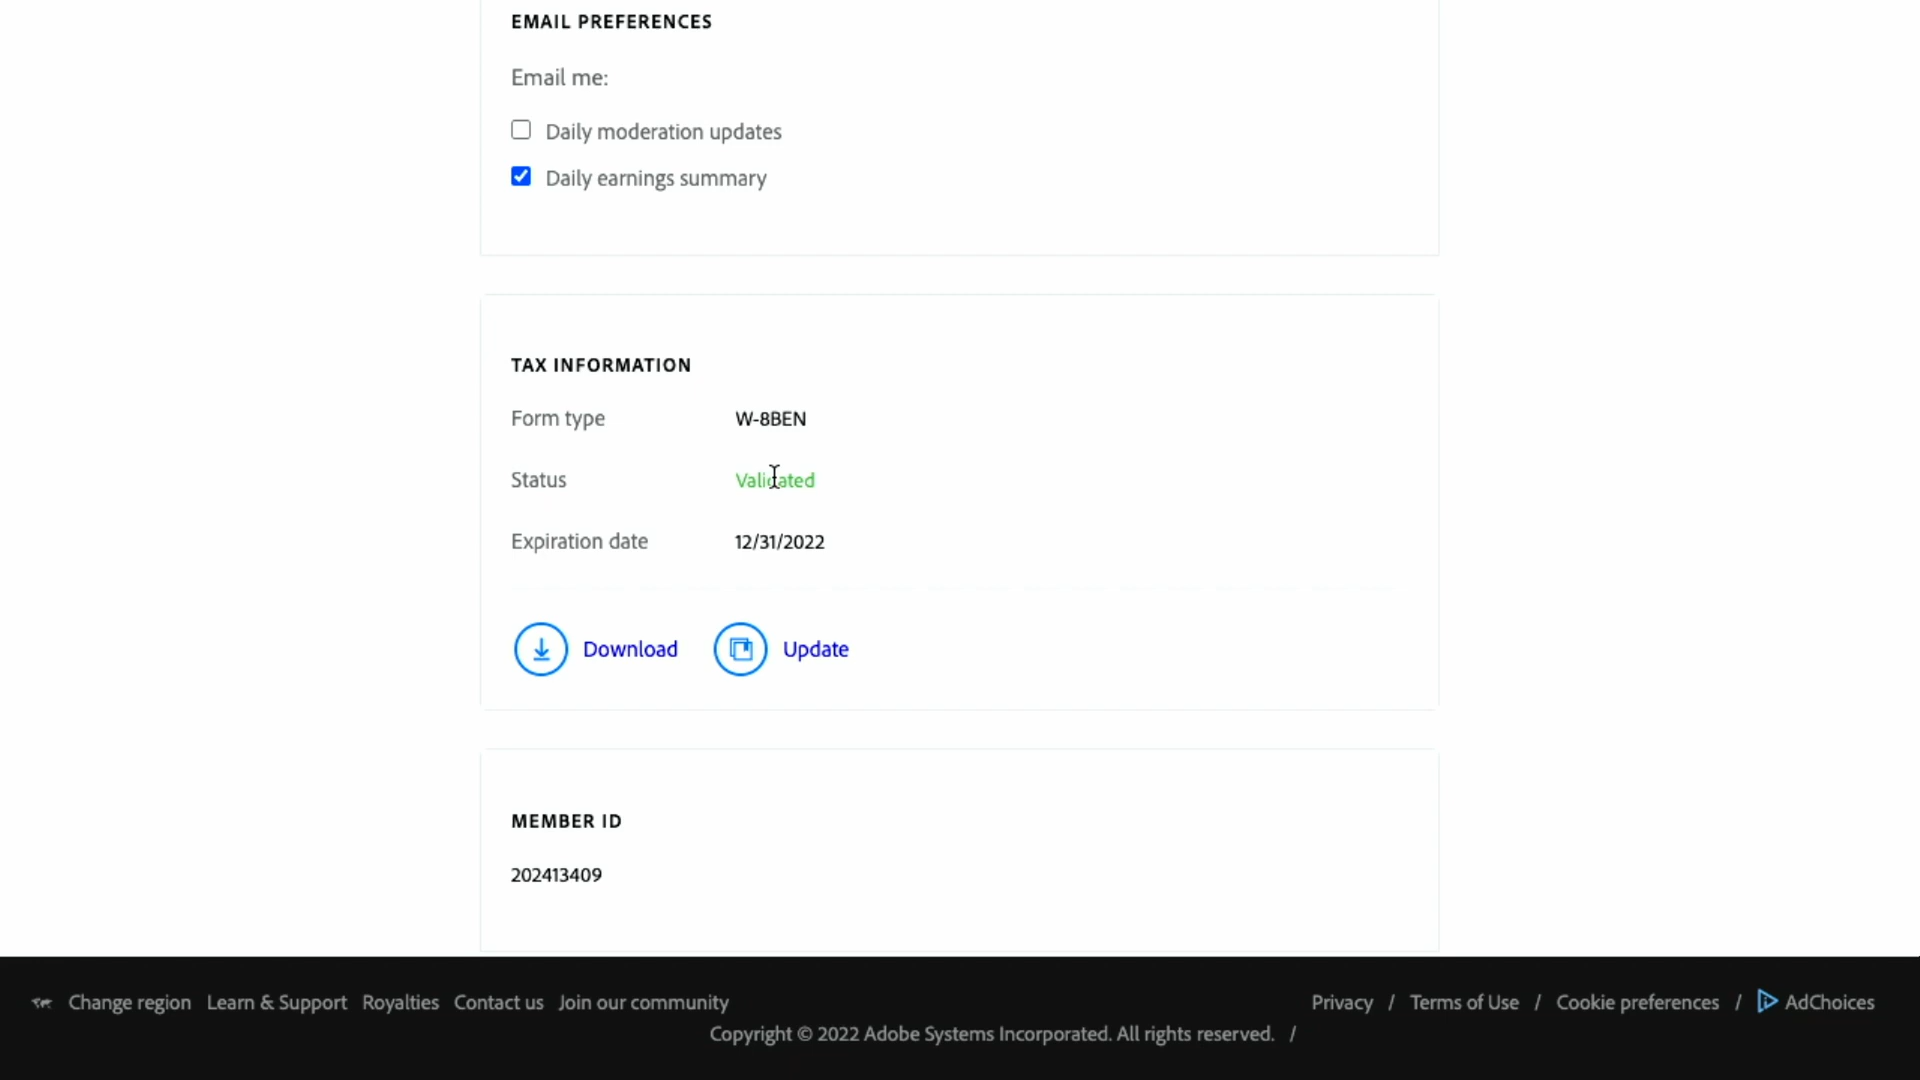 EMAIL PREFERENCES
Email me:
Daily moderation updates
Daily earnings summary
TAX INFORMATION
Form type W-8BEN
Status Validated
Expiration date 12/31/2022
Download Update
MEMBER ID
202413409
Change region Learn & Support Royalties Contact us Join our community Privacy / Terms of Use / Cookie preferences / AdChoices
Copyright © 2022 Adobe Systems Incorporated. All rights reserved. /